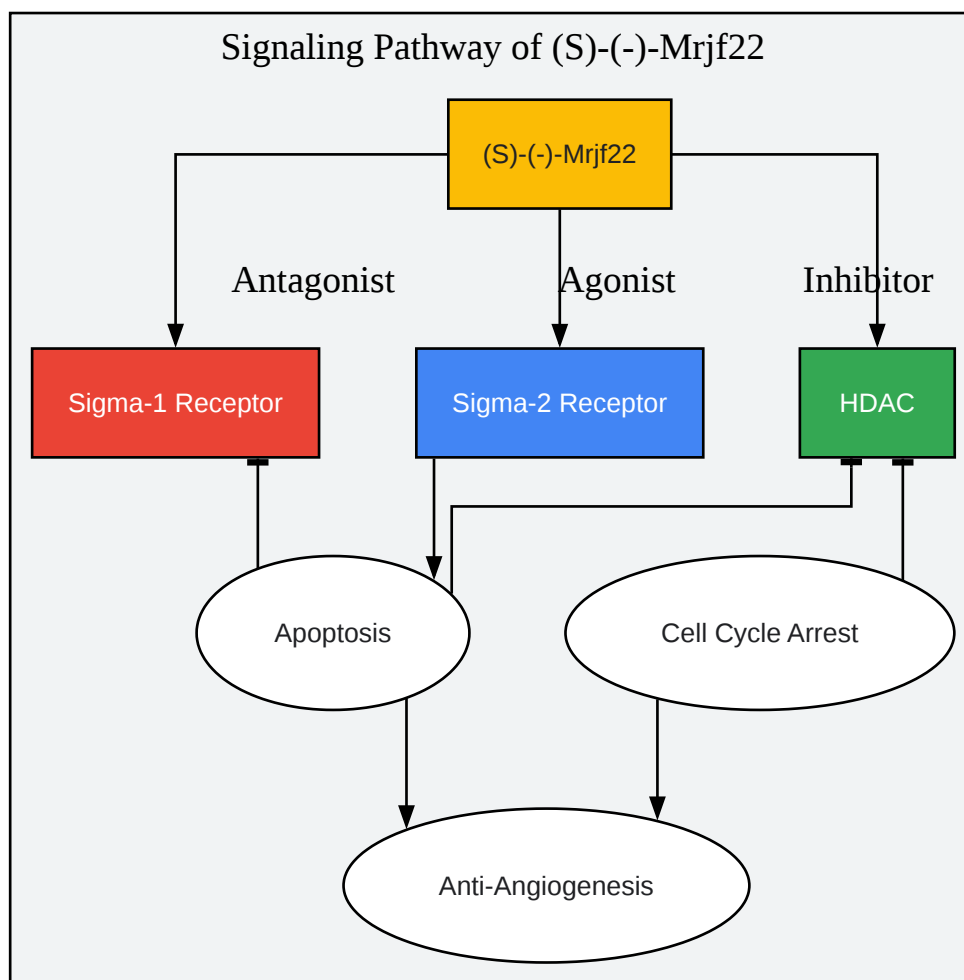 Signaling Pathway of (S)-(-)-Mrjf22
(S)-(-)-Mrjf22
Antagonist
Agonist
Inhibitor
Sigma-1 Receptor
Sigma-2 Receptor
HDAC
Apoptosis
Cell Cycle Arrest
Anti-Angiogenesis